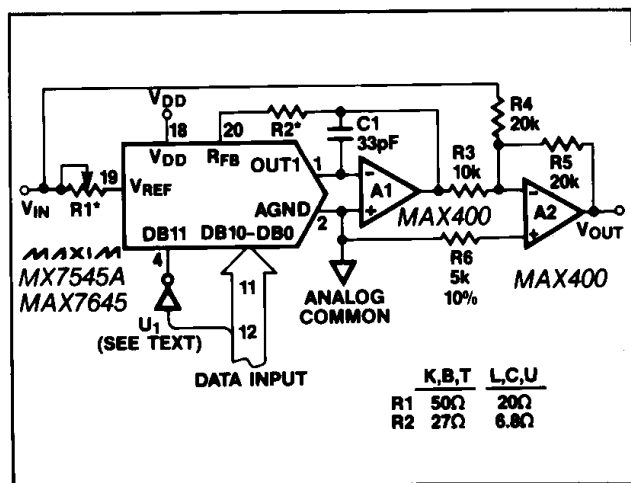 VDD
18
20
R2*
C1
33pF
R4
20k
VDD
RFB
OUT1
1
R3
10k
R5
20k
19
VREF
VIN
R1*
A1
MAX400
A2
VOUT
AGND
2
DB11
DB10–DB0
MAXIM
MX7545A
MAX7645
4
11
12
U1
(SEE TEXT)
DATA INPUT
ANALOG
COMMON
R6
5k
10%
MAX400
K,B,T L,C,U
R1 50Ω 20Ω
R2 27Ω 6.8Ω